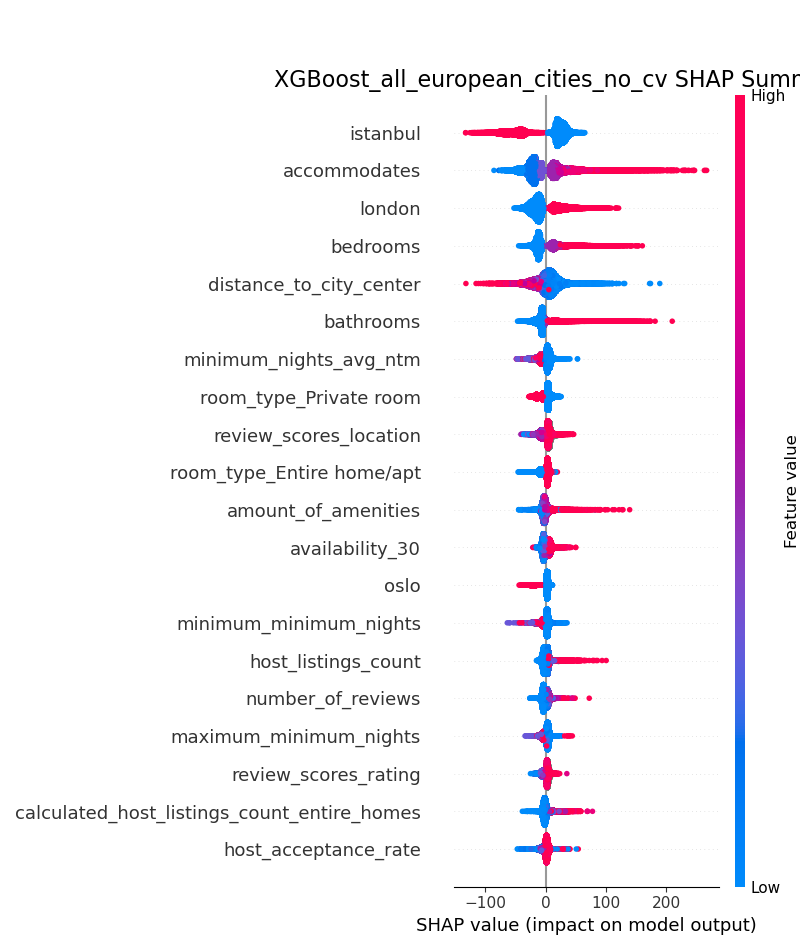 XGBoost_all_european_cities_no_cv SHAP Summ
High
istanbul
accommodates
london
bedrooms
distance_to_city_center
bathrooms
minimum_nights_avg_ntm
room_type_Private room
review_scores_location
room_type_Entire home/apt
amount_of_amenities
availability_30
oslo
minimum_minimum_nights
host_listings_count
number_of_reviews
maximum_minimum_nights
review_scores_rating
calculated_host_listings_count_entire_homes
host_acceptance_rate
Feature value
Low
−100 0 100 200
SHAP value (impact on model output)